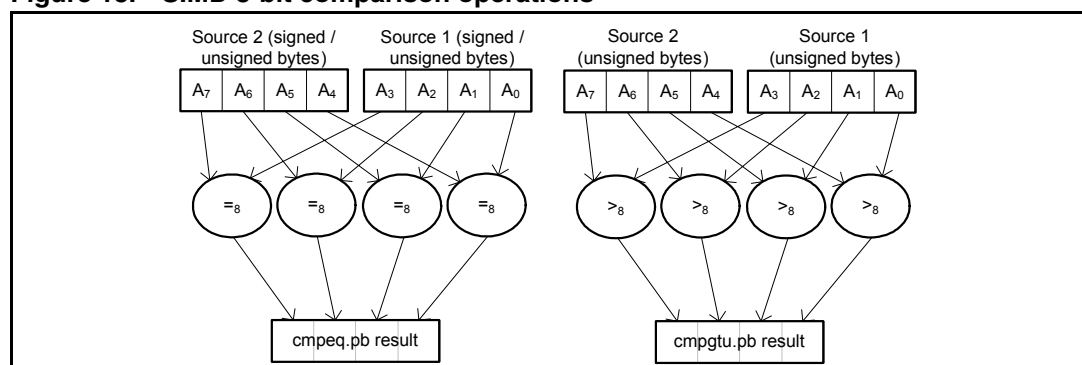 Figure SIMD 8-bit comparison operations
Source 2 (signed / unsigned bytes)
Source 1 (signed / unsigned bytes)
Source 2 (unsigned bytes)
Source 1 (unsigned bytes)
A7 A6 A5 A4 A3 A2 A1 A0
A7 A6 A5 A4 A3 A2 A1 A0
=8 =8 =8 =8
>8 >8 >8 >8
cmpeq.pb result
cmpgtu.pb result